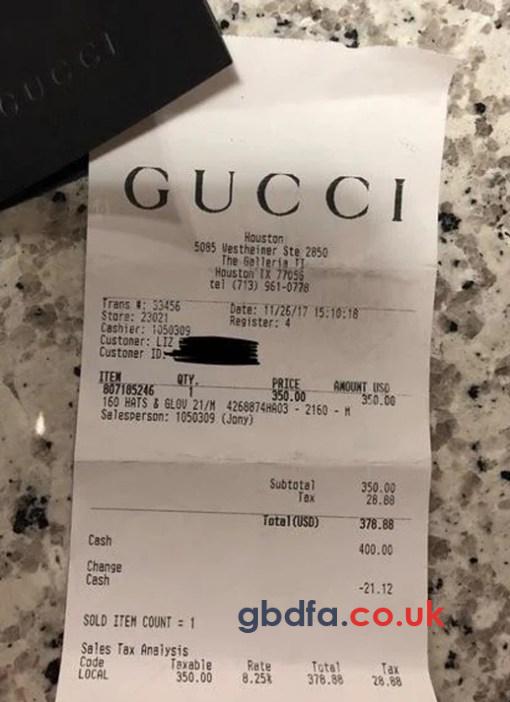 GUCCI
GUCCI
Houston
5085 Westheimer Ste 2850
The Galleria II
Houston TX 77056
tel (713) 961-0778
Trans #: 33456 Date: 11/26/17 15:10:18
Store: 23021 Register: 4
Cashier: 1050309
Customer: LIZ
Customer ID:
ITEM QTY. PRICE AMOUNT USD
807185246 1 350.00 350.00
160 HATS & GLOV 21/M 4268874HA03 - 2160 - M
Salesperson: 1050309 (Jony)
Subtotal 350.00
Tax 28.88
Total(USD) 378.88
Cash 400.00
Change
Cash -21.12
SOLD ITEM COUNT = 1
gbdfa.co.uk
Sales Tax Analysis
Code Taxable Rate Total Tax
LOCAL 350.00 8.25% 378.88 28.88